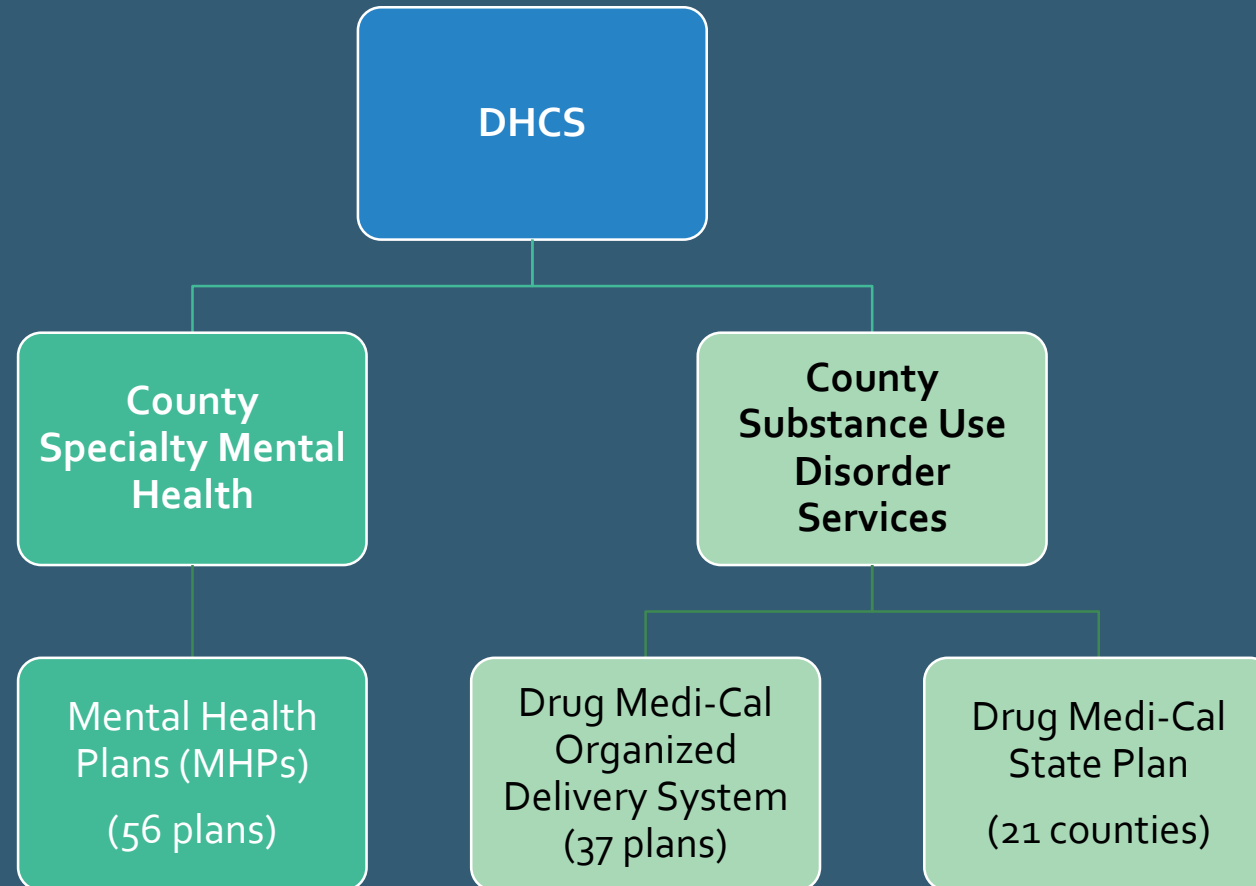 DHCS
County
Specialty Mental
Health
County
Substance Use
Disorder
Services
Mental Health
Plans (MHPs)
(56 plans)
Drug Medi-Cal
Organized
Delivery System
(37 plans)
Drug Medi-Cal
State Plan
(21 counties)